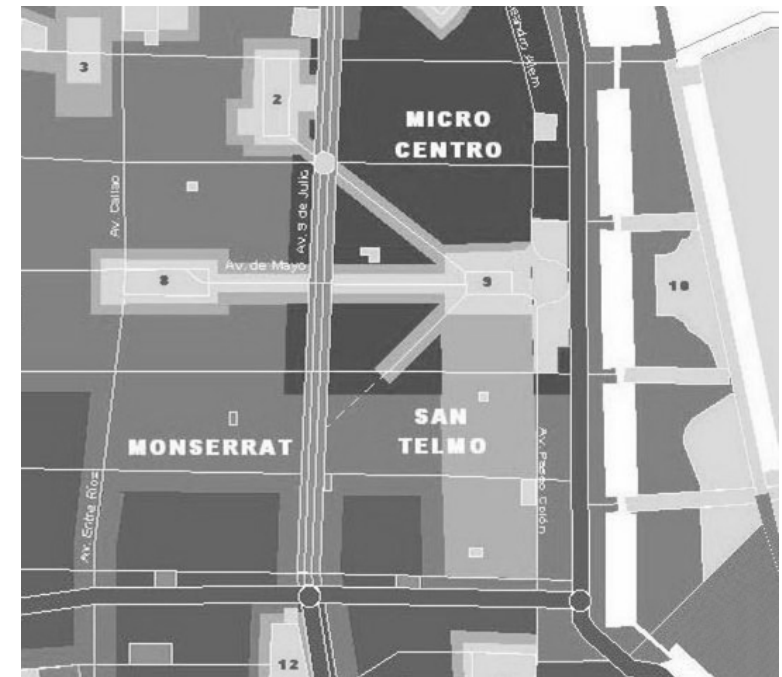 3
2
MICRO
CENTRO
Av. Callao
Av. 9 de Julio
Av. de Mayo
8
9
16
MONSERRAT
SAN
TELMO
Av. Entre Ríos
Av. Paseo Colón
12